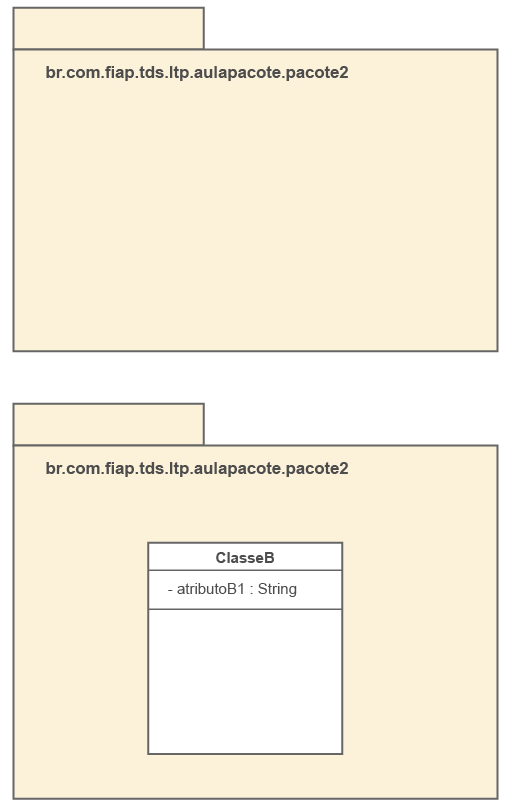 br.com.fiap.tds.ltp.aulapacote.pacote2
br.com.fiap.tds.ltp.aulapacote.pacote2
ClasseB
- atributoB1 : String